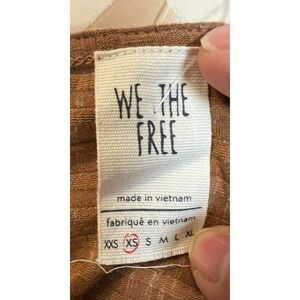 WE THE
FREE
made in vietnam
fabriqué en vietnam
XXS XS S M L XL